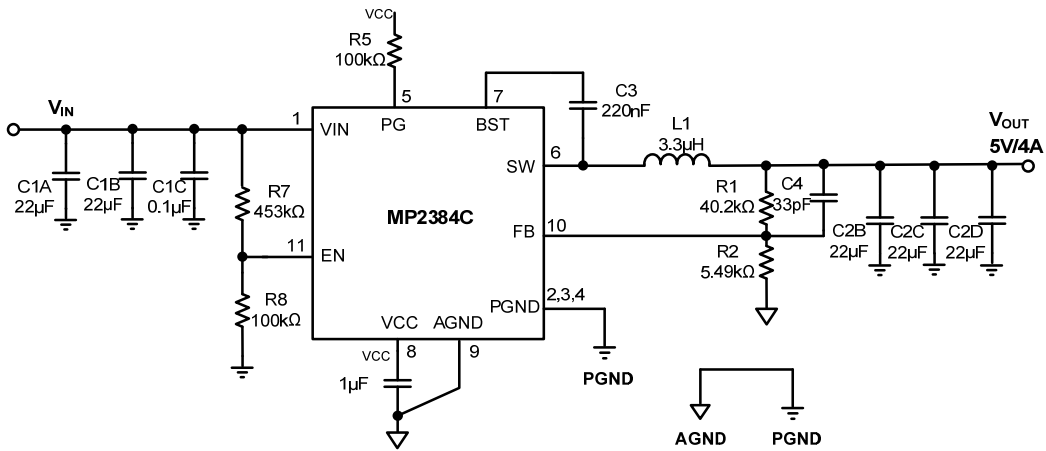 VCC
R5
100kΩ
5
7
C3
220nF
VIN
1
VIN
PG
BST
L1
3.3µH
VOUT
5V/4A
SW
6
C1A
22µF
C1B
22µF
C1C
0.1µF
R7
453kΩ
MP2384C
R1
40.2kΩ
C4
33pF
FB
10
C2B
22µF
C2C
22µF
C2D
22µF
11
EN
R2
5.49kΩ
R8
100kΩ
PGND
2,3,4
VCC
AGND
VCC
8
9
1µF
PGND
AGND
PGND